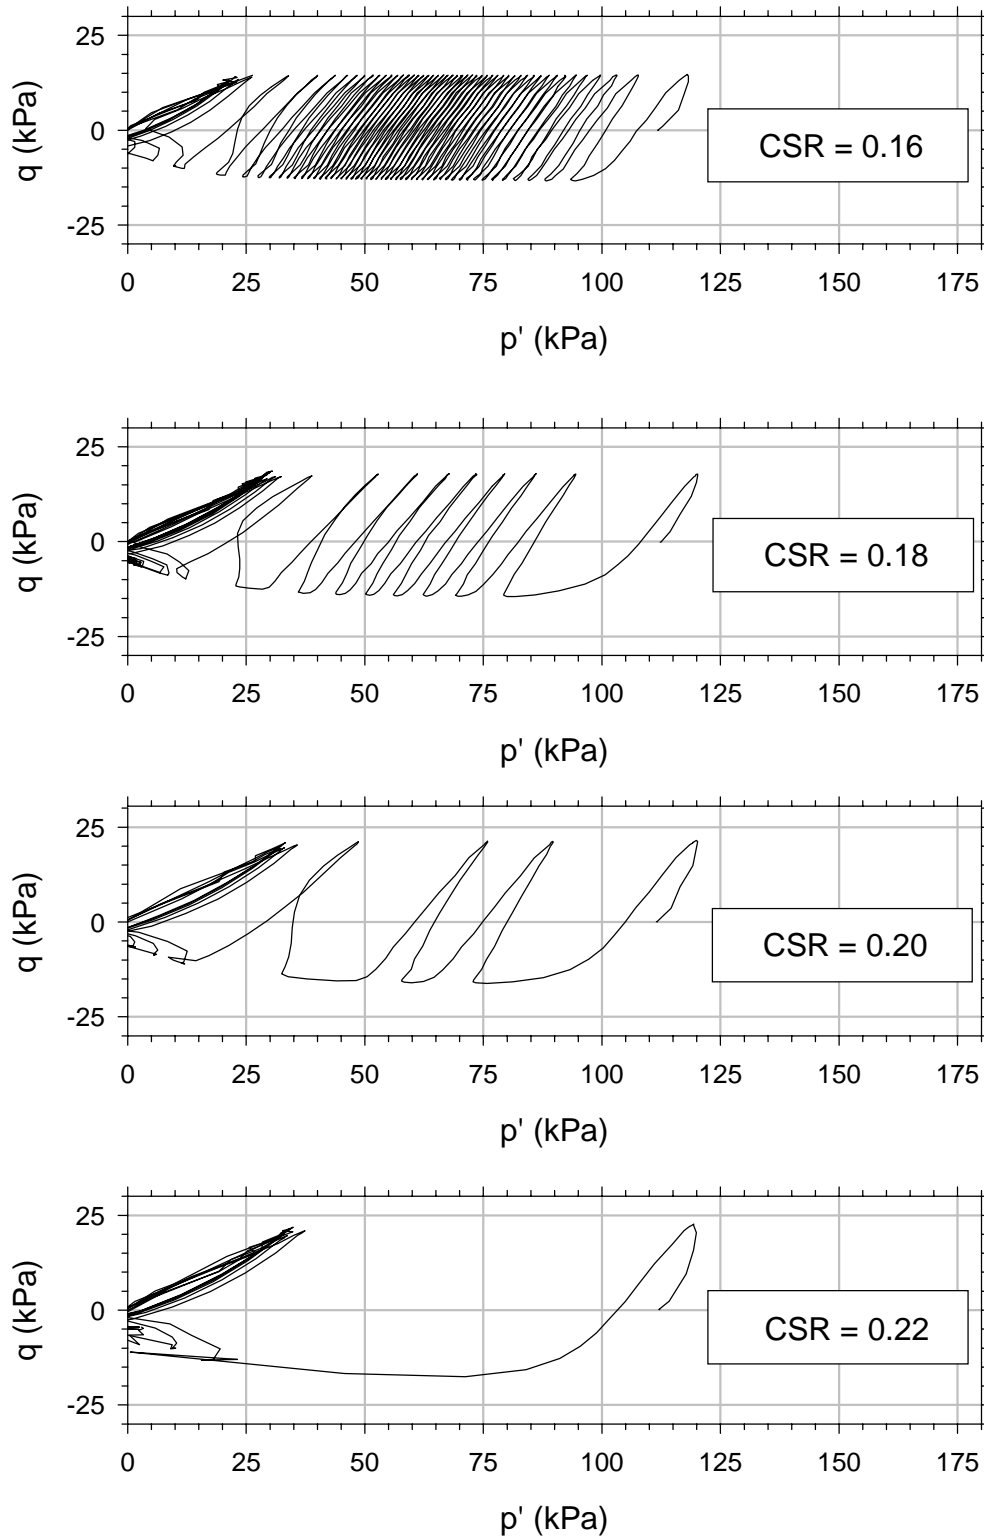 25
0
-25
q (kPa)
CSR = 0.16
0 25 50 75 100 125 150 175
p' (kPa)
25
0
-25
q (kPa)
CSR = 0.18
0 25 50 75 100 125 150 175
p' (kPa)
25
0
-25
q (kPa)
CSR = 0.20
0 25 50 75 100 125 150 175
p' (kPa)
25
0
-25
q (kPa)
CSR = 0.22
0 25 50 75 100 125 150 175
p' (kPa)